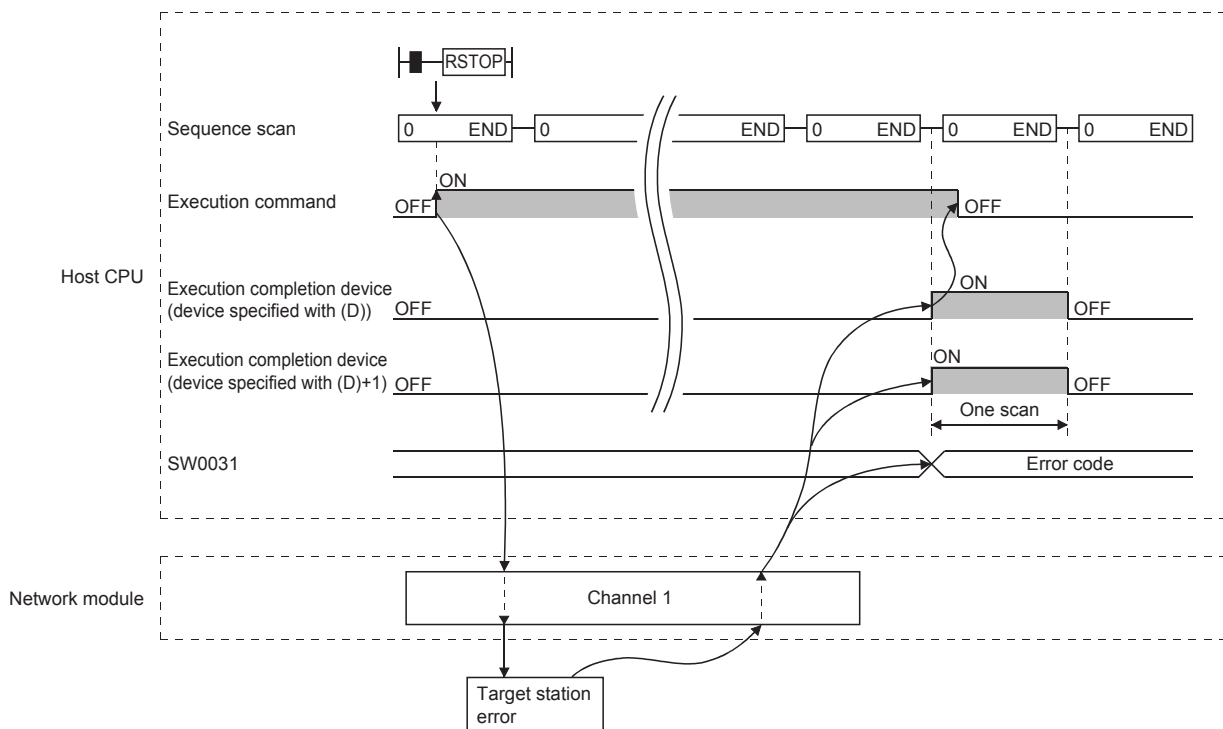 RSTOP
Sequence scan
0 END 0 END 0 END 0 END 0 END
ON
Execution command
OFF OFF
Host CPU
Execution completion device
(device specified with (D))
ON
OFF OFF
Execution completion device
(device specified with (D)+1)
ON
OFF OFF
One scan
SW0031
Error code
Network module
Channel 1
Target station
error